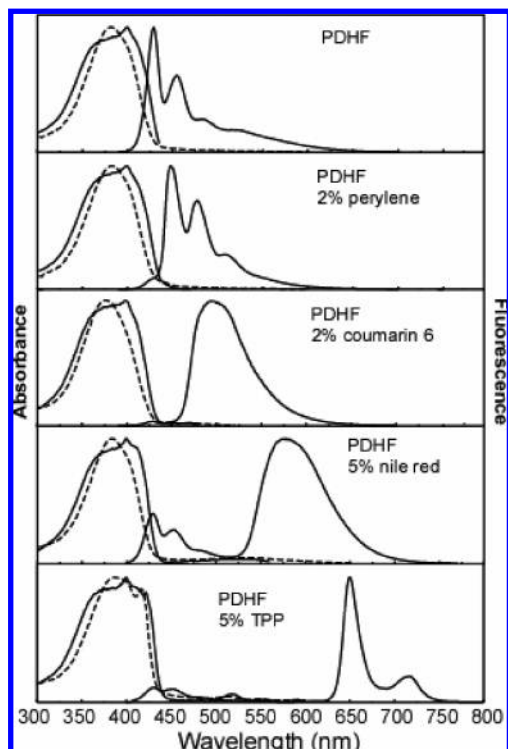 PDHF
PDHF
2% perylene
PDHF
2% coumarin 6
PDHF
5% nile red
PDHF
5% TPP
Absorbance
Fluorescence
300 350 400 450 500 550 600 650 700 750 800
Wavelength (nm)